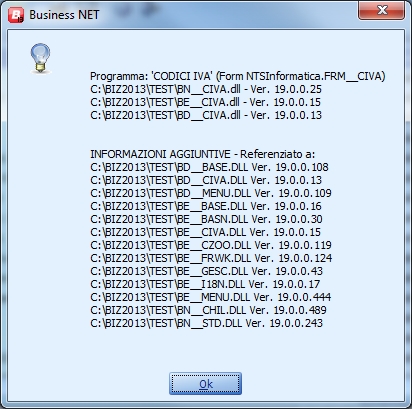 Business NET
Programma: 'CODICI IVA' (Form NTSInformatica.FRM__CIVA)
C:\BIZ2013\TEST\BN__CIVA.dll - Ver. 19.0.0.25
C:\BIZ2013\TEST\BE__CIVA.dll - Ver. 19.0.0.15
C:\BIZ2013\TEST\BD__CIVA.dll - Ver. 19.0.0.13
INFORMAZIONI AGGIUNTIVE - Referenziato a:
C:\BIZ2013\TEST\BD__BASE.DLL Ver. 19.0.0.108
C:\BIZ2013\TEST\BD__CIVA.DLL Ver. 19.0.0.13
C:\BIZ2013\TEST\BD__MENU.DLL Ver. 19.0.0.109
C:\BIZ2013\TEST\BE__BASE.DLL Ver. 19.0.0.16
C:\BIZ2013\TEST\BE__BASN.DLL Ver. 19.0.0.30
C:\BIZ2013\TEST\BE__CIVA.DLL Ver. 19.0.0.15
C:\BIZ2013\TEST\BE__CZOO.DLL Ver. 19.0.0.119
C:\BIZ2013\TEST\BE__FRWK.DLL Ver. 19.0.0.124
C:\BIZ2013\TEST\BE__GESC.DLL Ver. 19.0.0.43
C:\BIZ2013\TEST\BE__I18N.DLL Ver. 19.0.0.17
C:\BIZ2013\TEST\BE__MENU.DLL Ver. 19.0.0.444
C:\BIZ2013\TEST\BN__CHIL.DLL Ver. 19.0.0.489
C:\BIZ2013\TEST\BN__STD.DLL Ver. 19.0.0.243
Ok